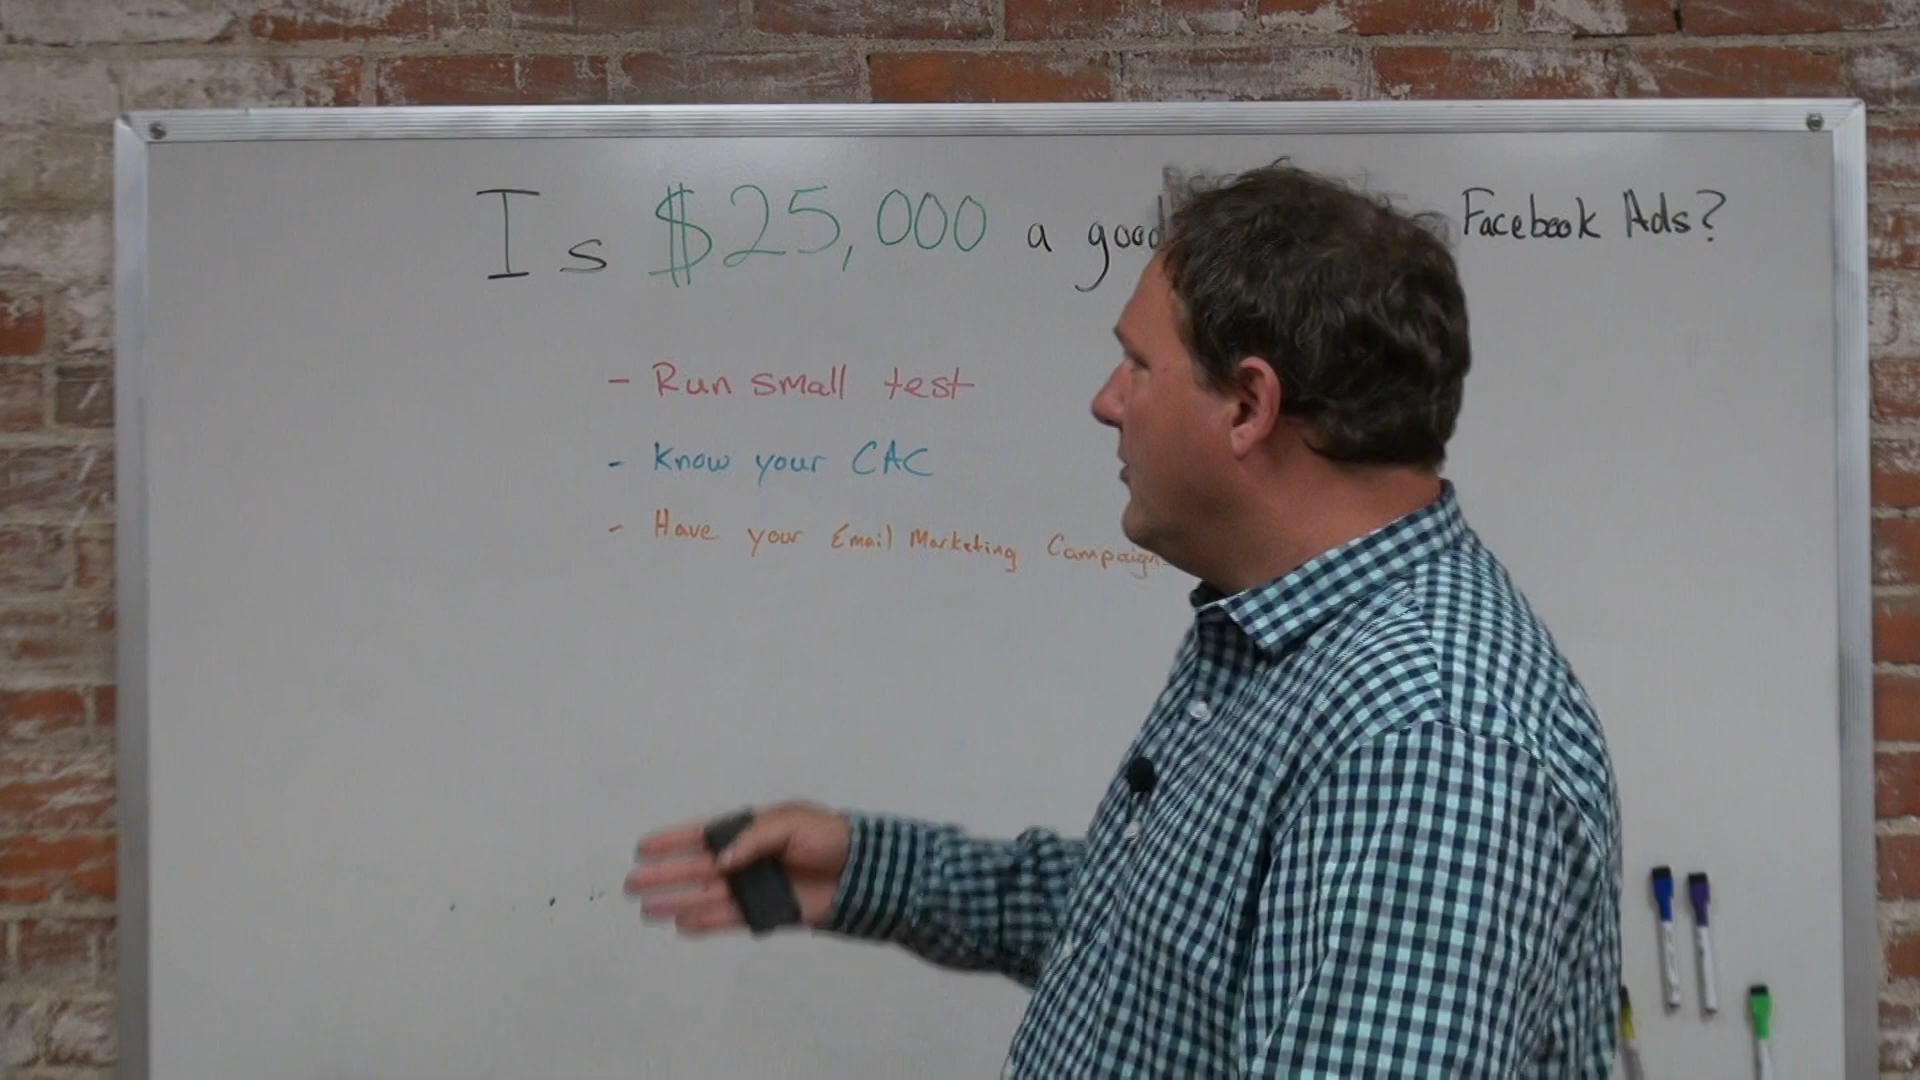 Is $25,000 a good Facebook Ads?
- Run small test
- Know your CAC
- Have your Email Marketing Campaign